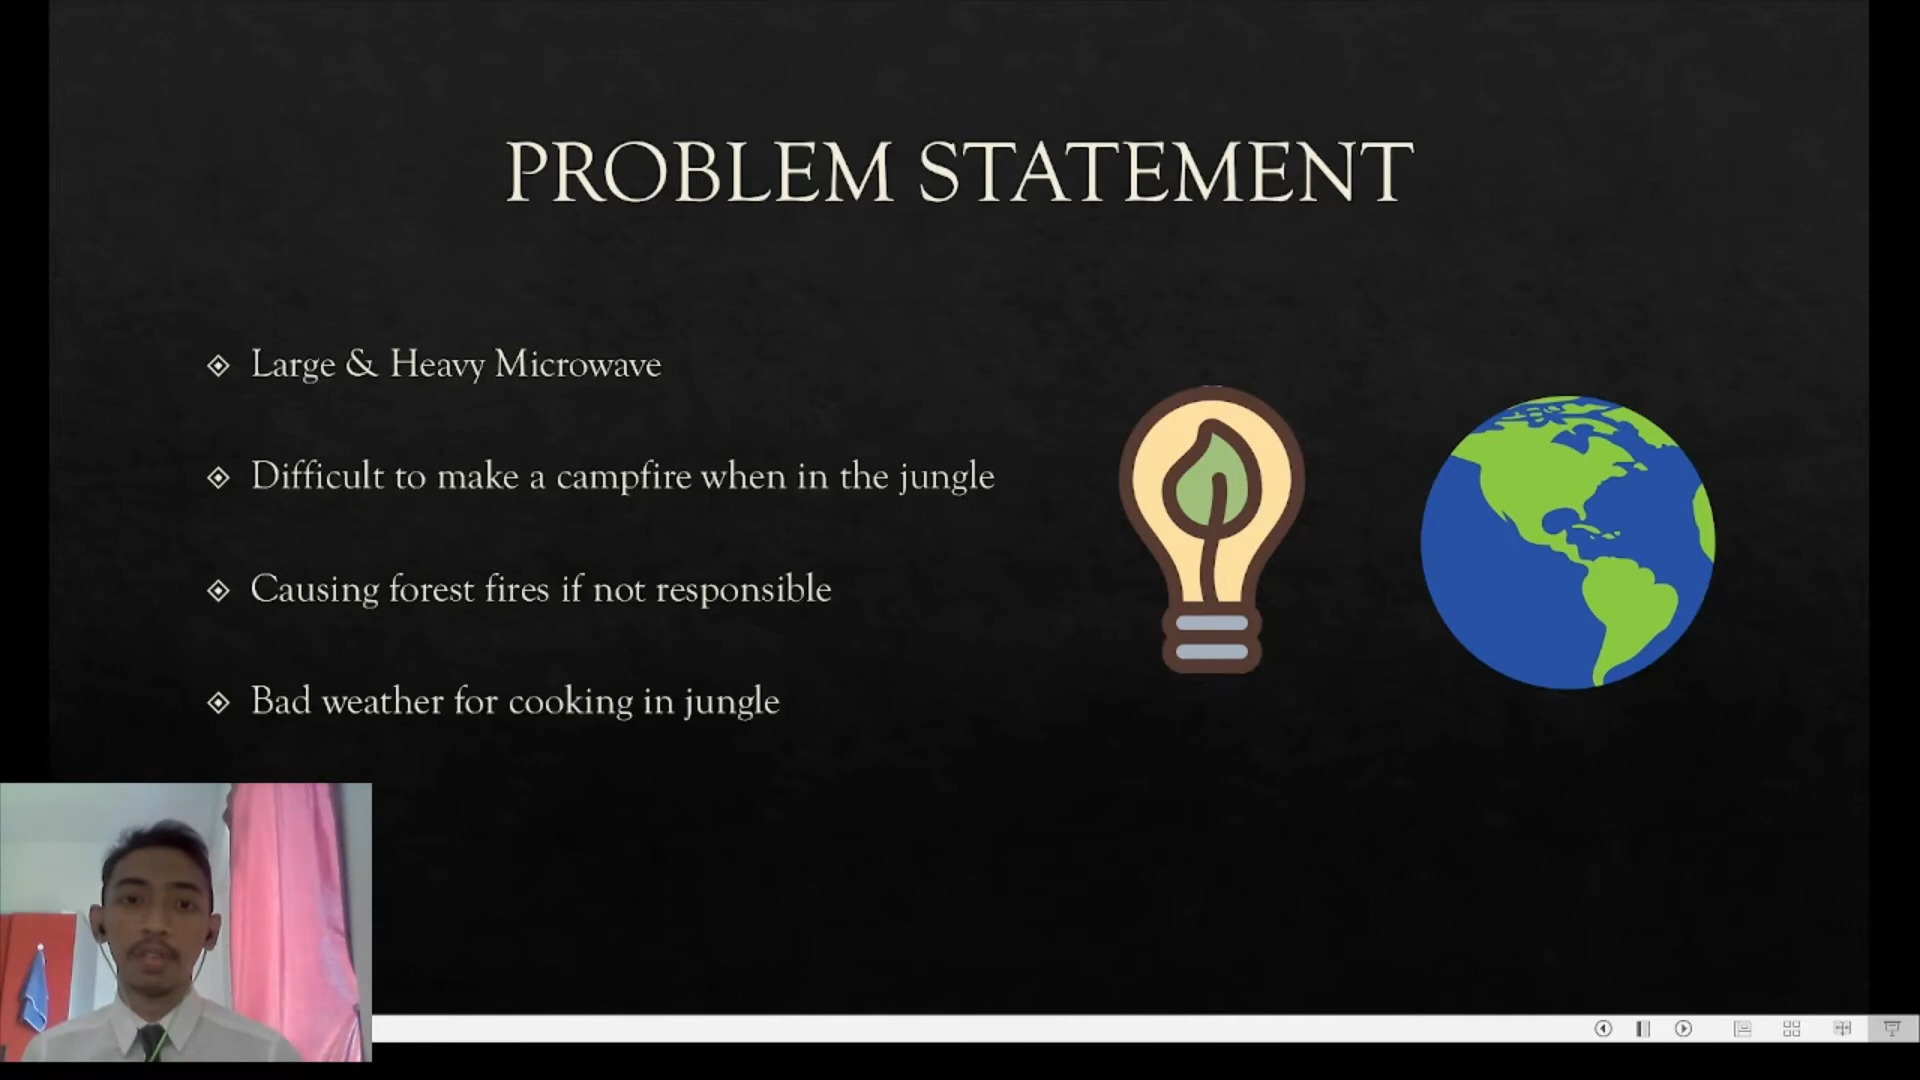 PROBLEM STATEMENT
Large & Heavy Microwave
Difficult to make a campfire when in the jungle
Causing forest fires if not responsible
Bad weather for cooking in jungle